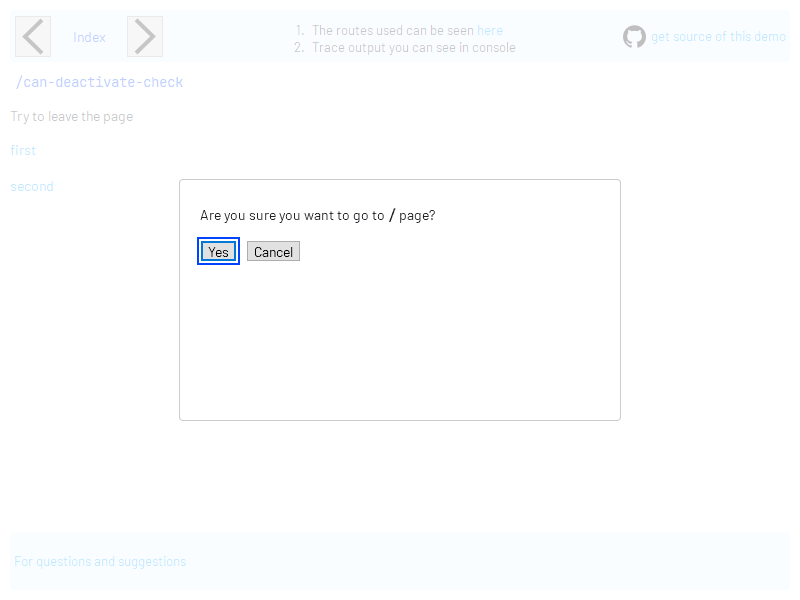 Index
1. The routes used can be seen here
2. Trace output you can see in console
get source of this demo
/can-deactivate-check
Try to leave the page
first
second
Are you sure you want to go to / page?
Yes Cancel
For questions and suggestions